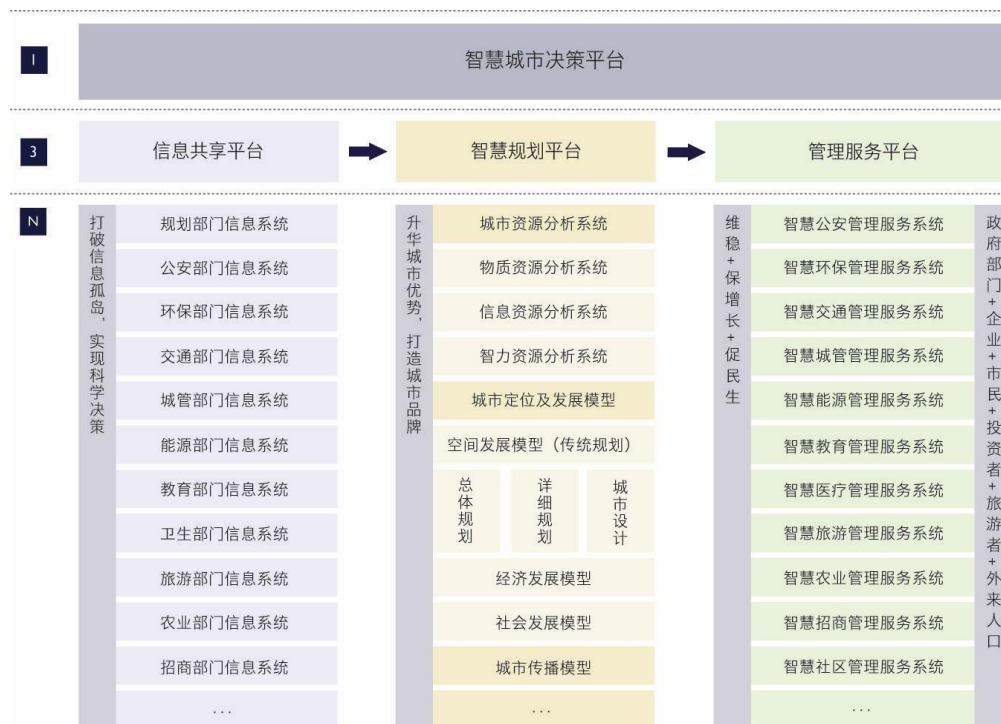 I
智慧城市决策平台
3
信息共享平台
智慧规划平台
管理服务平台
N
打破信息孤岛，实现科学决策
规划部门信息系统
公安部门信息系统
环保部门信息系统
交通部门信息系统
城管部门信息系统
能源部门信息系统
教育部门信息系统
卫生部门信息系统
旅游部门信息系统
农业部门信息系统
招商部门信息系统
...
升华城市优势，打造城市品牌
城市资源分析系统
物质资源分析系统
信息资源分析系统
智力资源分析系统
城市定位及发展模型
空间发展模型（传统规划）
总体规划
详细规划
城市设计
经济发展模型
社会发展模型
城市传播模型
...
维稳+保增长+促民生
智慧公安管理服务系统
智慧环保管理服务系统
智慧交通管理服务系统
智慧城管管理服务系统
智慧能源管理服务系统
智慧教育管理服务系统
智慧医疗管理服务系统
智慧旅游管理服务系统
智慧农业管理服务系统
智慧招商管理服务系统
智慧社区管理服务系统
...
政府部门+企业+市民+投资者+旅游者+外来人口